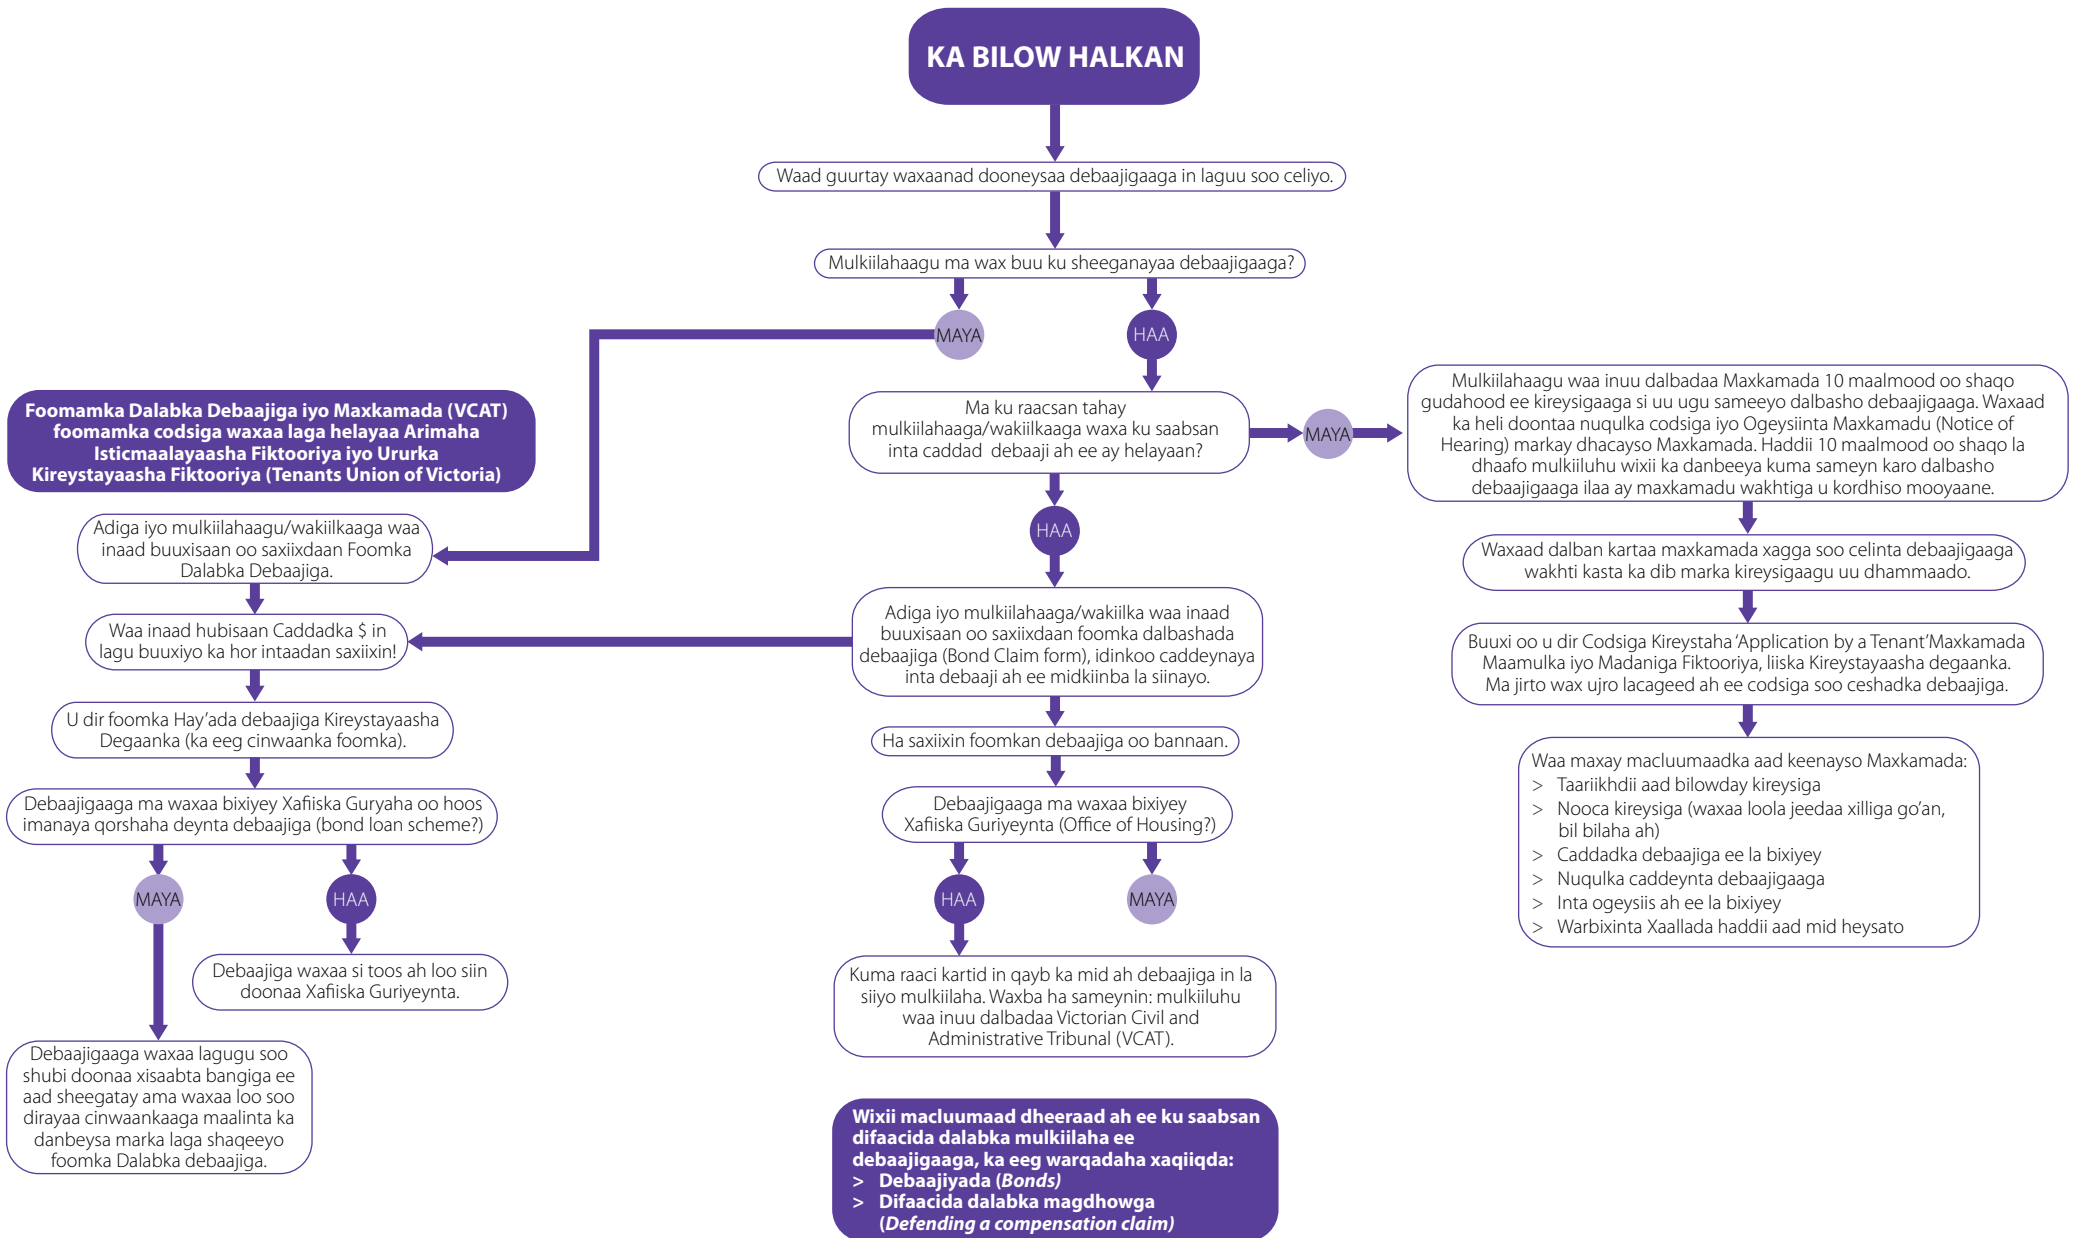 KA BILOW HALKAN
Waad guurtay waxaanad dooneysaa debaajigaaga in laguu soo celiyo.
Mulkiilahaagu ma wax buu ku sheeganayaa debaajigaaga?
MAYA
HAA
Foomamka Dalabka Debaajiga iyo Maxkamada (VCAT)
foomamka codsiga waxaa laga helayaa Arimaha
Isticmaalayaasha Fiktooriya iyo Ururka
Kireystayaasha Fiktooriya (Tenants Union of Victoria)
Adiga iyo mulkiilahaagu/wakiilkaaga waa
inaad buuxisaan oo saxiixdaan Foomka
Dalabka Debaajiga.
Waa inaad hubisaan Caddadka $ in
lagu buuxiyo ka hor intaadan saxiixin!
U dir foomka Hay’ada debaajiga Kireystayaasha
Degaanka (ka eeg cinwaanka foomka).
Debaajigaaga ma waxaa bixiyey Xafiiska Guryaha oo hoos
imanaya qorshaha deynta debaajiga (bond loan scheme?)
MAYA
HAA
Debaajiga waxaa si toos ah loo siin
doonaa Xafiiska Guriyeynta.
Debaajigaaga waxaa lagugu soo
shubi doonaa xisaabta bangiga ee
aad sheegatay ama waxaa loo soo
dirayaa cinwaankaaga maalinta ka
danbeysa marka laga shaqeeyo
foomka Dalabka debaajiga.
Ma ku raacsan tahay
mulkiilahaaga/wakiilkaaga waxa ku saabsan
inta caddad debaaji ah ee ay helayaan?
MAYA
HAA
Adiga iyo mulkiilahaaga/wakiilka waa inaad
buuxisaan oo saxiixdaan foomka dalbashada
debaajiga (Bond Claim form), idinkoo caddeynaya
inta debaaji ah ee midkiinba la siinayo.
Ha saxiixin foomkan debaajiga oo bannaan.
Debaajigaaga ma waxaa bixiyey
Xafiiska Guriyeynta (Office of Housing?)
HAA
MAYA
Kuma raaci kartid in qayb ka mid ah debaajiga in la
siiyo mulkiilaha. Waxba ha sameynin: mulkiiluhu
waa inuu dalbadaa Victorian Civil and
Administrative Tribunal (VCAT).
Wixii macluumaad dheeraad ah ee ku saabsan
difaacida dalabka mulkiilaha ee
debaajigaaga, ka eeg warqadaha xaqiiqda:
> Debaajiyada (Bonds)
> Difaacida dalabka magdhowga
(Defending a compensation claim)
Mulkiilahaagu waa inuu dalbadaa Maxkamada 10 maalmood oo shaqo
gudahood ee kireysigaaga si uu ugu sameeyo dalbasho debaajigaaga. Waxaad
ka heli doontaa nuqulka codsiga iyo Ogeysiinta Maxkamadu (Notice of
Hearing) markay dhacayso Maxkamada. Haddii 10 maalmood oo shaqo la
dhaafo mulkiiluhu wixii ka danbeeya kuma sameyn karo dalbasho
debaajigaaga ilaa ay maxkamadu wakhtiga u kordhiso mooyaane.
Waxaad dalban kartaa maxkamada xagga soo celinta debaajigaaga
wakhti kasta ka dib marka kireysigaagu uu dhammaado.
Buuxi oo u dir Codsiga Kireystaha ‘Application by a Tenant’Maxkamada
Maamulka iyo Madaniga Fiktooriya, liiska Kireystayaasha degaanka.
Ma jirto wax ujro lacageed ah ee codsiga soo ceshadka debaajiga.
Waa maxay macluumaadka aad keenayso Maxkamada:
> Taariikhdii aad bilowday kireysiga
> Nooca kireysiga (waxaa loola jeedaa xilliga go’an,
bil bilaha ah)
> Caddadka debaajiga ee la bixiyey
> Nuqulka caddeynta debaajigaaga
> Inta ogeysiis ah ee la bixiyey
> Warbixinta Xaallada haddii aad mid heysato